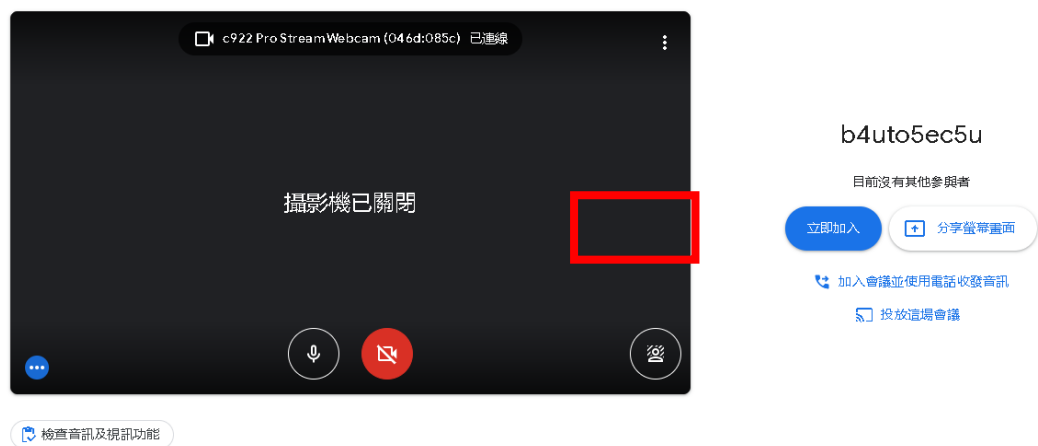 c922 Pro Stream Webcam (046d:085c) 已連線
攝影機已關閉
b4uto5ec5u
目前沒有其他參與者
立即加入
分享螢幕畫面
加入會議並使用電話收發音訊
投放這場會議
檢查音訊及視訊功能